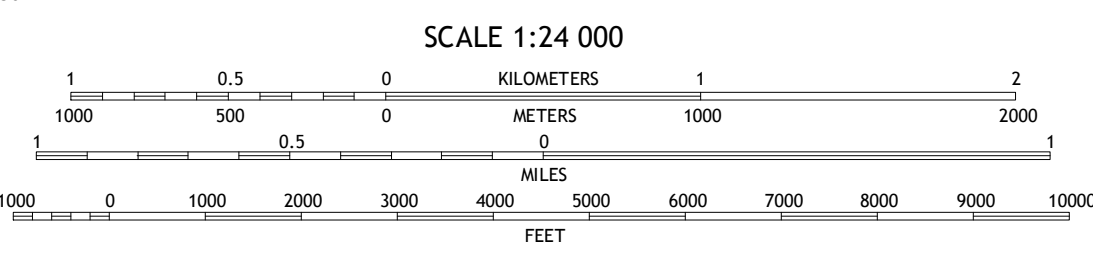 SCALE 1:24 000
1 0.5 0 KILOMETERS 1 2
1000 500 0 METERS 1000 2000
1 0.5 0 1
MILES
1000 0 1000 2000 3000 4000 5000 6000 7000 8000 9000 10000
FEET